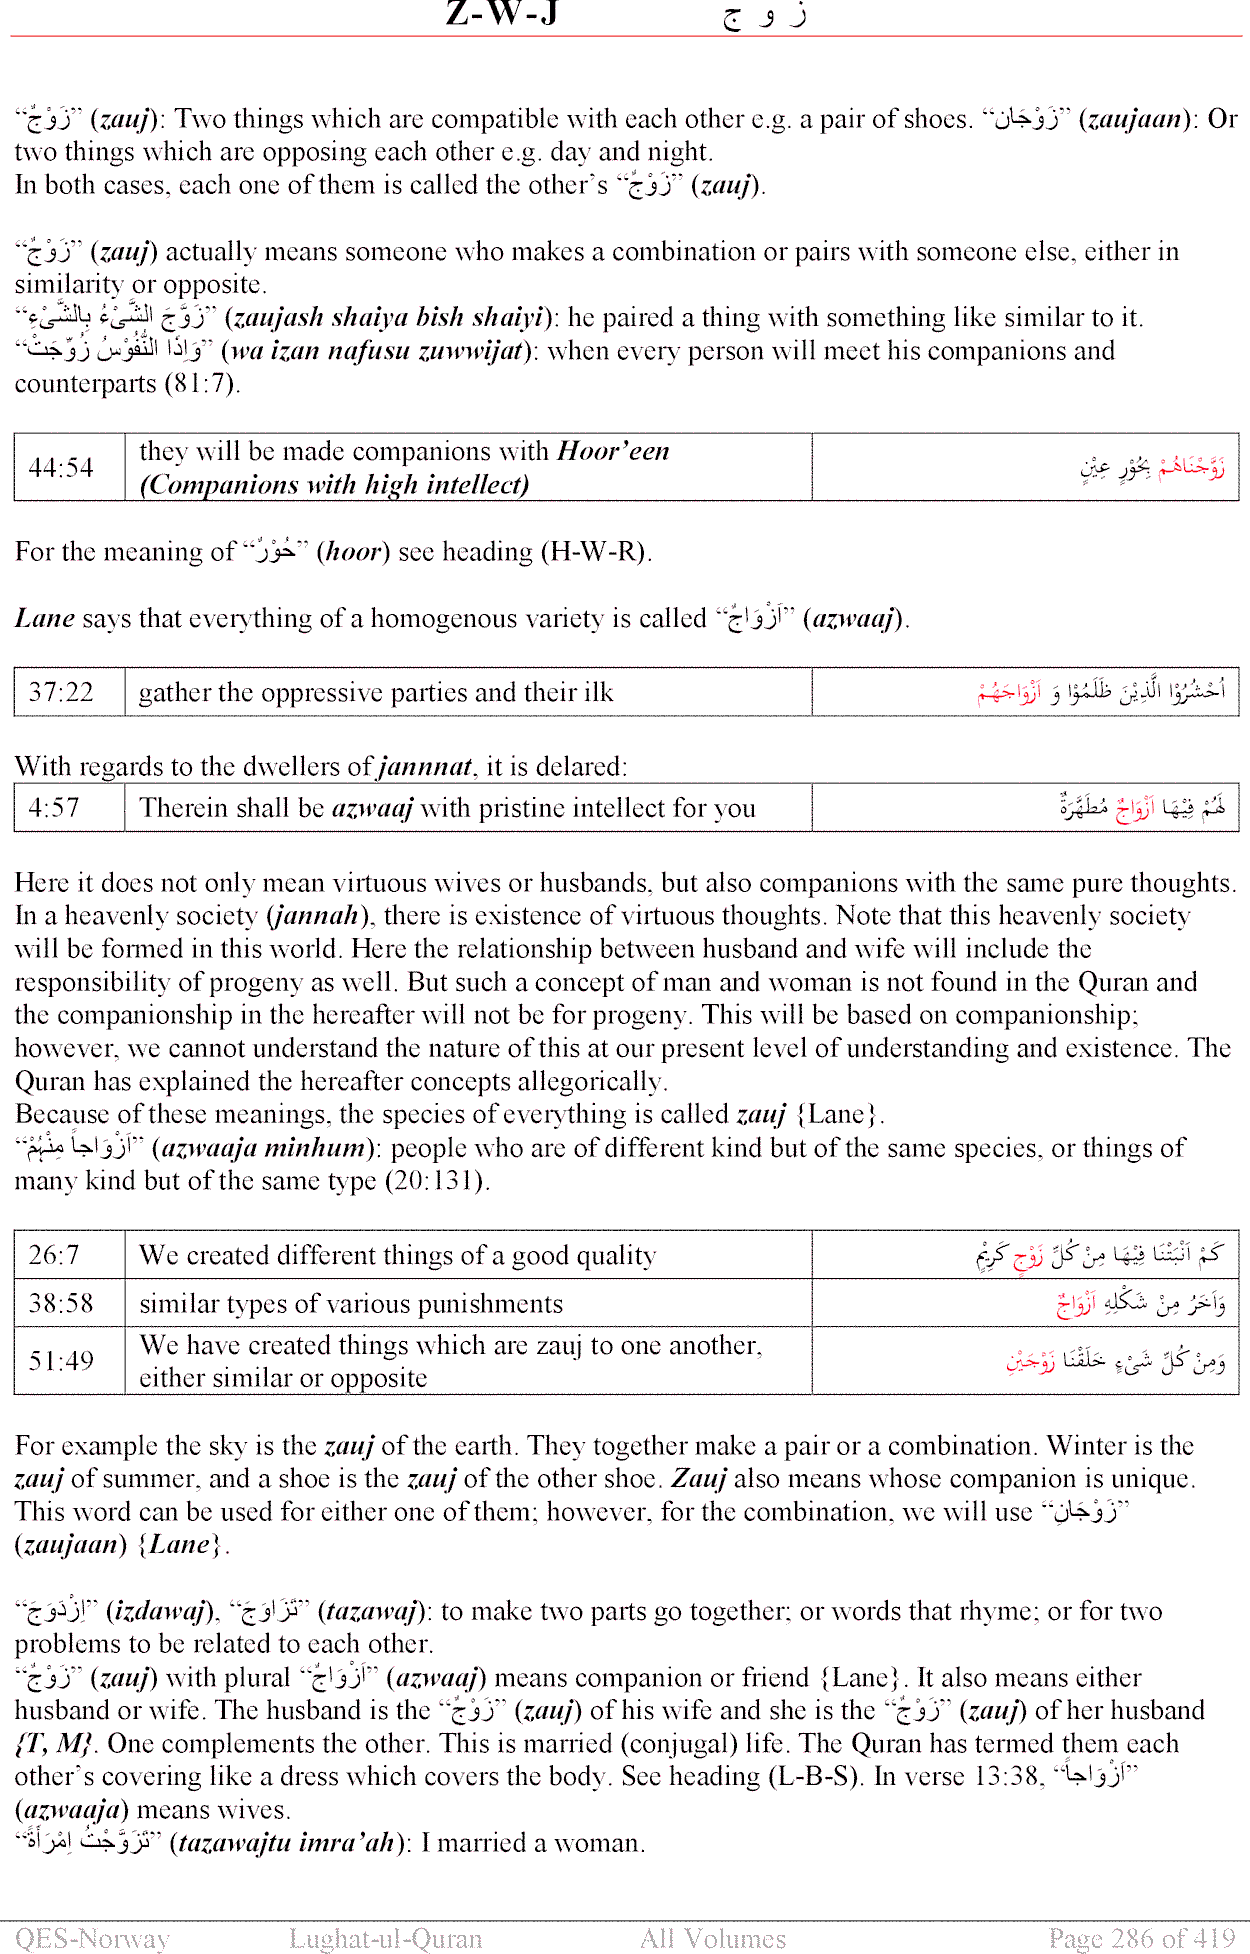 Z-W-J ز و ج
“زَوْجٌ” (zauj): Two things which are compatible with each other e.g. a pair of shoes. “زَوْجَان” (zaujaan): Or
two things which are opposing each other e.g. day and night.
In both cases, each one of them is called the other’s “زَوْجٌ” (zauj).
“زَوْجٌ” (zauj) actually means someone who makes a combination or pairs with someone else, either in
similarity or opposite.
“زَوَّجَ الشَّیْءُ بِالشَّیْءِ” (zaujash shaiya bish shaiyi): he paired a thing with something like similar to it.
“وَاِذَا النُّفُوْسُ زُوِّجَتْ” (wa izan nafusu zuwwijat): when every person will meet his companions and
counterparts (81:7).
44:54 they will be made companions with Hoor’een زَوَّجْنَاهُمْ بِحُوْرٍ عِيْنٍ
(Companions with high intellect)
For the meaning of “حُوْرٌ” (hoor) see heading (H-W-R).
Lane says that everything of a homogenous variety is called “اَزْوَاجٌ” (azwaaj).
37:22 gather the oppressive parties and their ilk اُحْشُرُوْا الَّذِيْنَ ظَلَمُوْا وَ اَزْوَاجَهُمْ
With regards to the dwellers of jannnat, it is delared:
4:57 Therein shall be azwaaj with pristine intellect for you لَهُمْ فِيْهَا اَزْوَاجٌ مُطَهَّرَةٌ
Here it does not only mean virtuous wives or husbands, but also companions with the same pure thoughts.
In a heavenly society (jannah), there is existence of virtuous thoughts. Note that this heavenly society
will be formed in this world. Here the relationship between husband and wife will include the
responsibility of progeny as well. But such a concept of man and woman is not found in the Quran and
the companionship in the hereafter will not be for progeny. This will be based on companionship;
however, we cannot understand the nature of this at our present level of understanding and existence. The
Quran has explained the hereafter concepts allegorically.
Because of these meanings, the species of everything is called zauj {Lane}.
“اَزْوَاجاً مِنْہُمْ” (azwaaja minhum): people who are of different kind but of the same species, or things of
many kind but of the same type (20:131).
26:7 We created different things of a good quality كَمْ اَنْبَتْنَا فِيْهَا مِنْ كُلِّ زَوْجٍ كَرِيْمٍ
38:58 similar types of various punishments وَآخَرُ مِنْ شَكْلِهِ اَزْوَاجٌ
51:49 We have created things which are zauj to one another, وَمِنْ كُلِّ شَيْءٍ خَلَقْنَا زَوْجَيْنِ
either similar or opposite
For example the sky is the zauj of the earth. They together make a pair or a combination. Winter is the
zauj of summer, and a shoe is the zauj of the other shoe. Zauj also means whose companion is unique.
This word can be used for either one of them; however, for the combination, we will use “زَوْجَانِ”
(zaujaan) {Lane}.
“اِزْدَوَجَ” (izdawaj), “تَزَاوَجَ” (tazawaj): to make two parts go together; or words that rhyme; or for two
problems to be related to each other.
“زَوْجٌ” (zauj) with plural “اَزْوَاجٌ” (azwaaj) means companion or friend {Lane}. It also means either
husband or wife. The husband is the “زَوْجٌ” (zauj) of his wife and she is the “زَوْجٌ” (zauj) of her husband
{T, M}. One complements the other. This is married (conjugal) life. The Quran has termed them each
other’s covering like a dress which covers the body. See heading (L-B-S). In verse 13:38, “اَزْوَاجاً”
(azwaaja) means wives.
“تَزَوَّجْتُ اِمْرَأَةً” (tazawajtu imra’ah): I married a woman.
QES-Norway Lughat-ul-Quran All Volumes Page 286 of 419